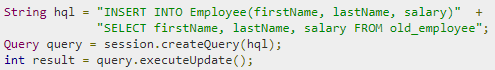 String hql = "INSERT INTO Employee(firstName, lastName, salary)" +
"SELECT firstName, lastName, salary FROM old_employee";
Query query = session.createQuery(hql);
int result = query.executeUpdate();